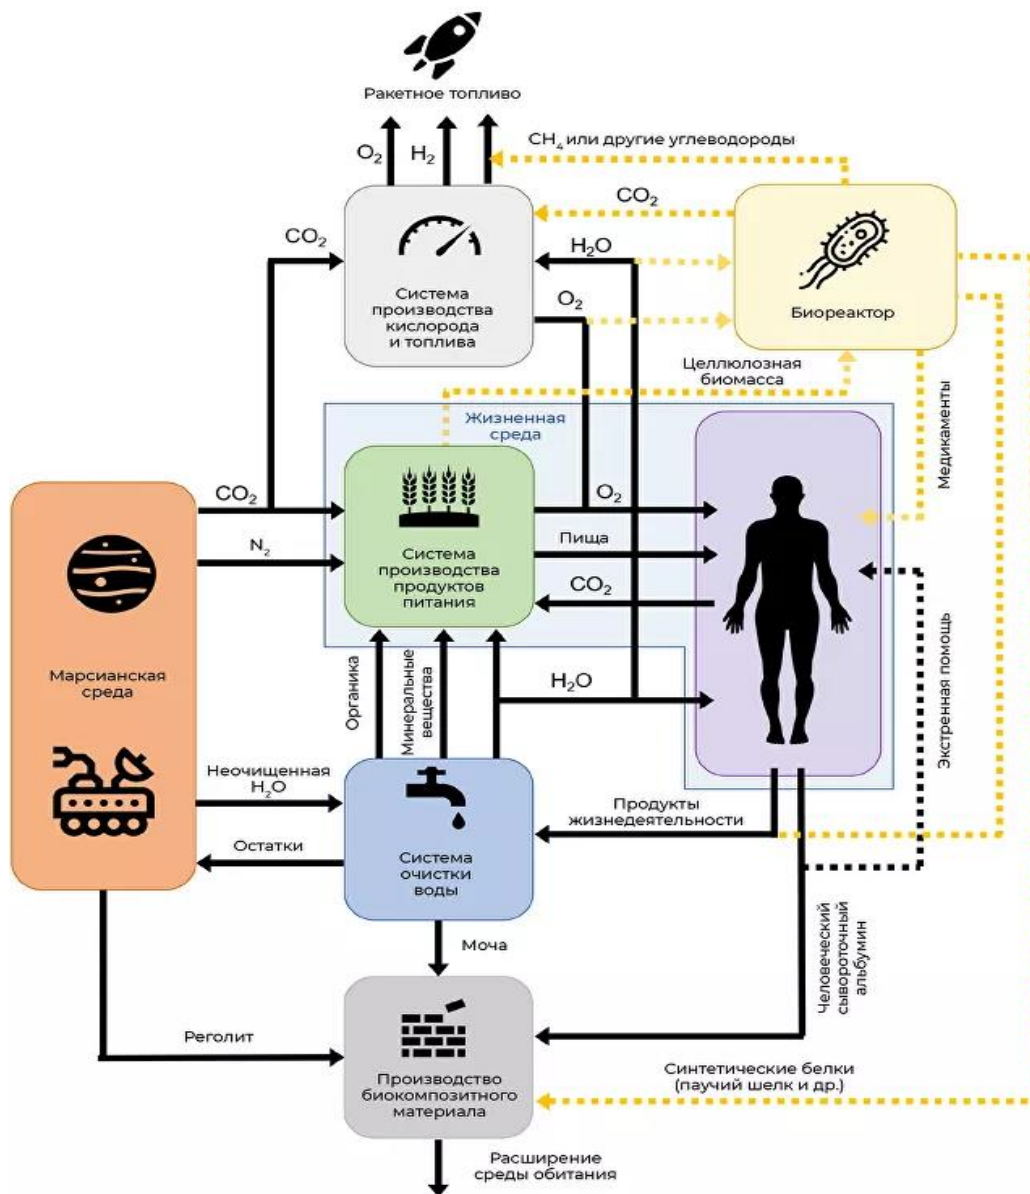 Ракетное топливо
O₂
H₂
CH₄ или другие углеводороды
CO₂
CO₂
H₂O
Система
производства
кислорода
и топлива
O₂
Биореактор
Целлюлозная
биомасса
Медикаменты
Жизненная
среда
CO₂
N₂
Система
производства
продуктов
питания
O₂
Пища
CO₂
Марсианская
среда
Органика
Минеральные
вещества
H₂O
Экстренная помощь
Неочищенная
H₂O
Остатки
Система
очистки
воды
Продукты
жизнедеятельности
Моча
Человеческий
сывороточный
альбумин
Реголит
Производство
биокомпозитного
материала
Синтетические белки
(паучий шелк и др.)
Расширение
среды обитания